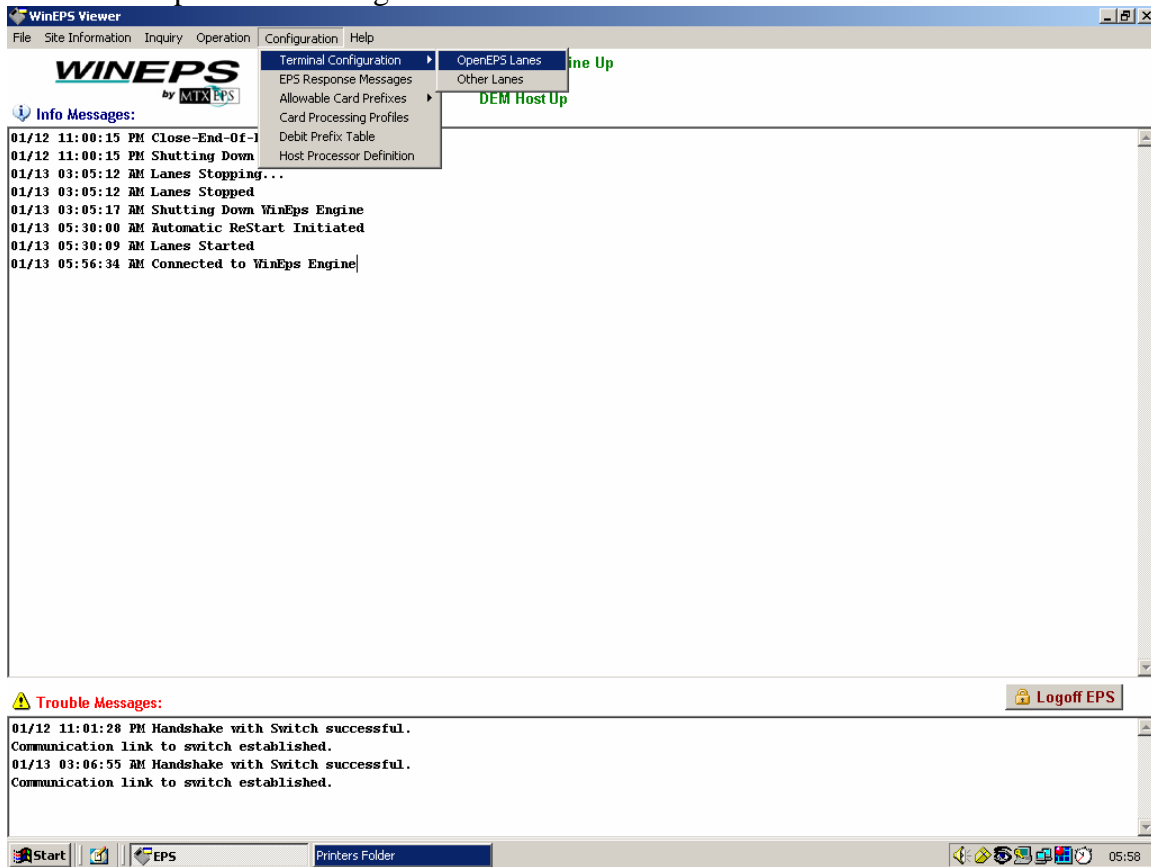 WinEPS Viewer
File Site Information Inquiry Operation Configuration Help
WINEPS
by MTXEPS
Terminal Configuration
EPS Response Messages
Allowable Card Prefixes
Card Processing Profiles
Debit Prefix Table
Host Processor Definition
OpenEPS Lanes
Other Lanes
ine Up
DEM Host Up
Info Messages:
01/12 11:00:15 PM Close-End-Of-
01/12 11:00:15 PM Shutting Down
01/13 03:05:12 AM Lanes Stopping...
01/13 03:05:12 AM Lanes Stopped
01/13 03:05:17 AM Shutting Down WinEps Engine
01/13 05:30:00 AM Automatic ReStart Initiated
01/13 05:30:09 AM Lanes Started
01/13 05:56:34 AM Connected to WinEps Engine
Trouble Messages:
Logoff EPS
01/12 11:01:28 PM Handshake with Switch successful.
Communication link to switch established.
01/13 03:06:55 AM Handshake with Switch successful.
Communication link to switch established.
Start EPS Printers Folder 05:58